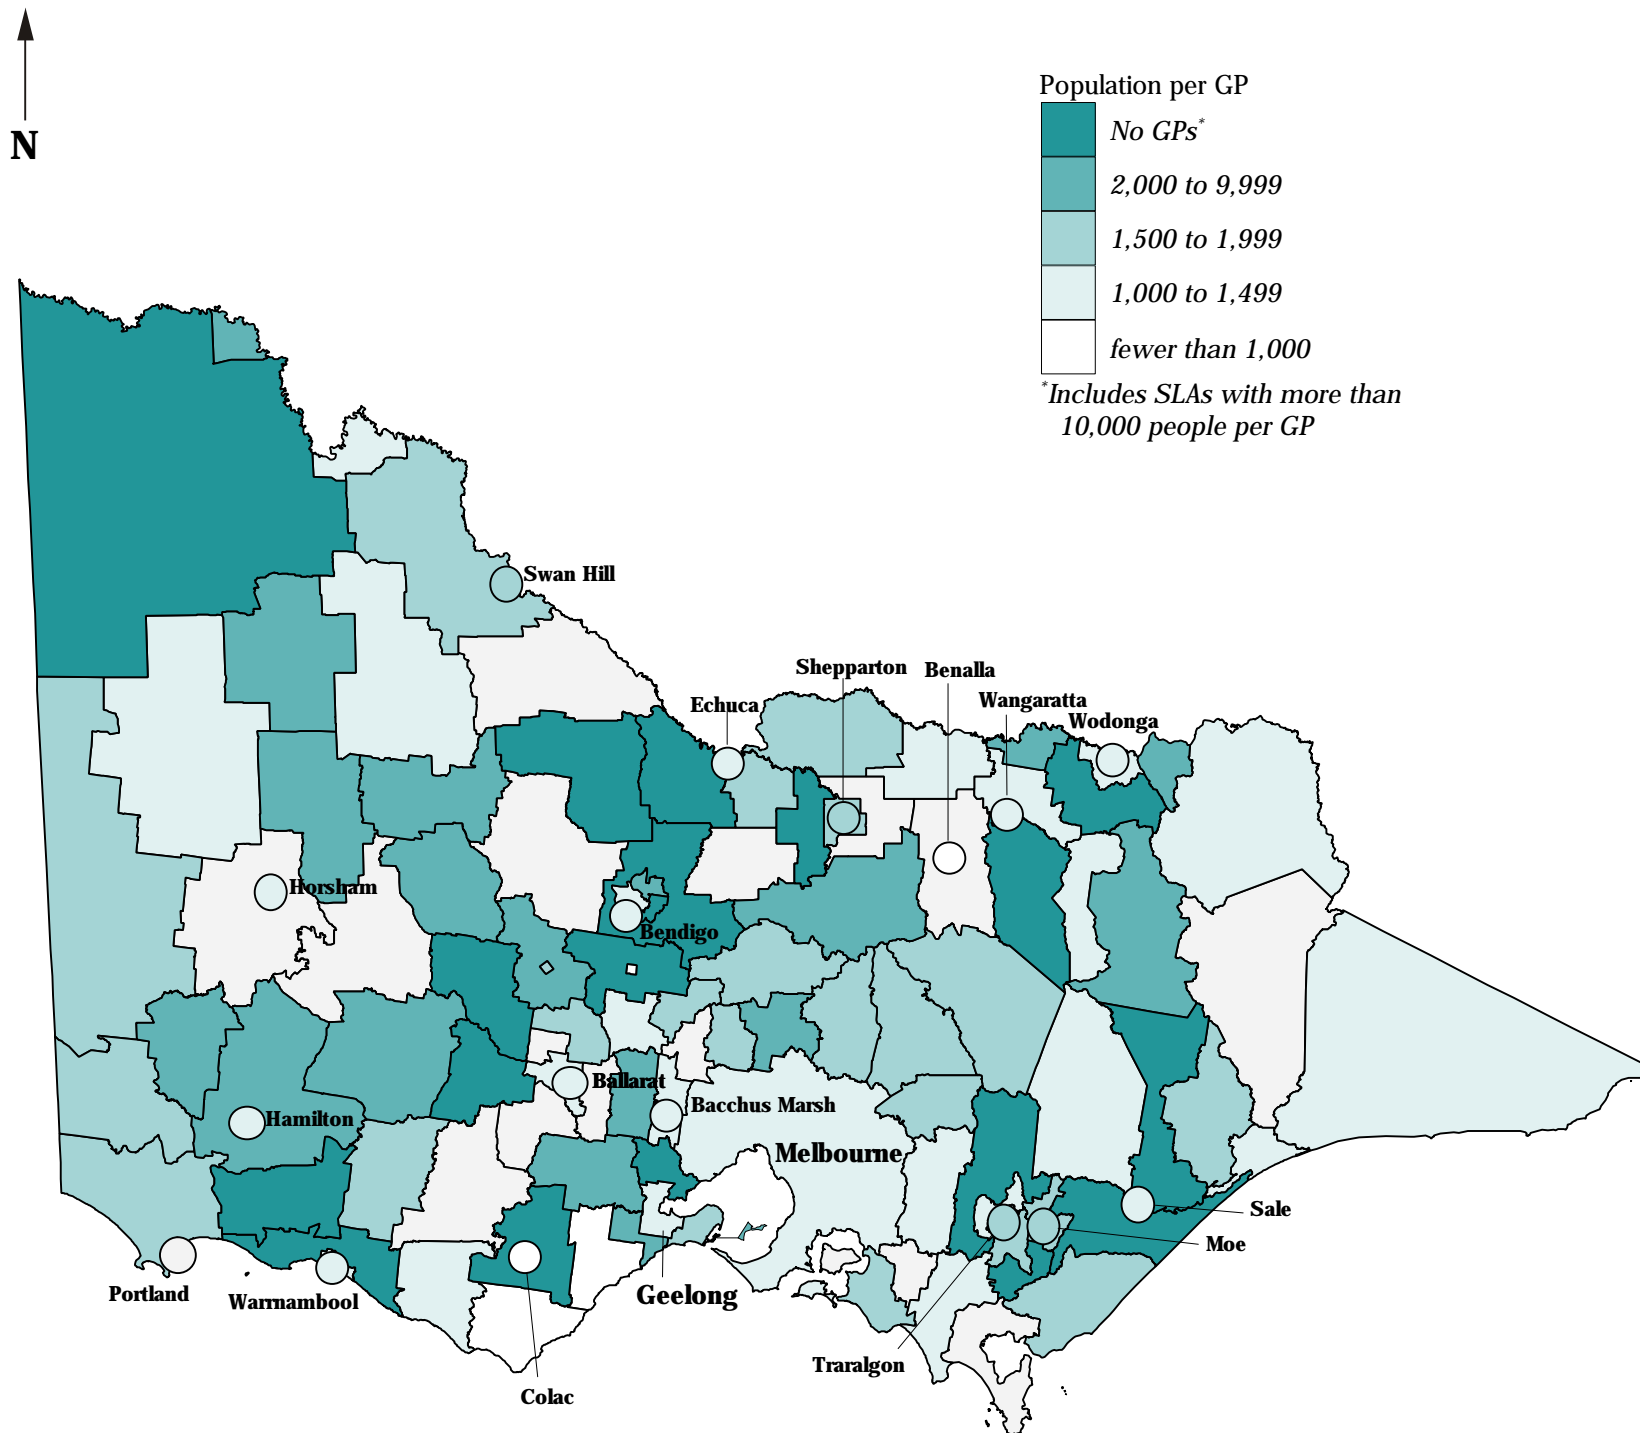 N
Population per GP
No GPs*
2,000 to 9,999
1,500 to 1,999
1,000 to 1,499
fewer than 1,000
*Includes SLAs with more than
10,000 people per GP
Swan Hill
Shepparton
Benalla
Echuca
Wangaratta
Wodonga
Horsham
Bendigo
Ballarat
Bacchus Marsh
Hamilton
Melbourne
Sale
Moe
Portland
Warrnambool
Geelong
Traralgon
Colac